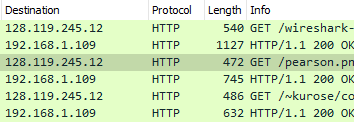 Destination Protocol Length Info
128.119.245.12 HTTP 540 GET /wireshark-
192.168.1.109 HTTP 1127 HTTP/1.1 200 OK
128.119.245.12 HTTP 472 GET /pearson.pn
192.168.1.109 HTTP 745 HTTP/1.1 200 OK
128.119.245.12 HTTP 486 GET /~kurose/co
192.168.1.109 HTTP 632 HTTP/1.1 200 OK